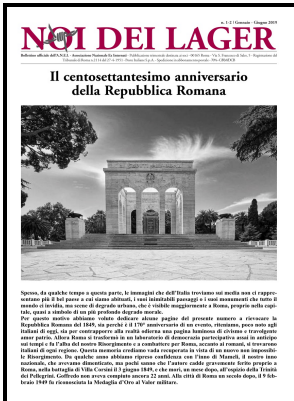 n. 1-2 | Gennaio - Giugno 2019
NOI DEI LAGER
Bollettino ufficiale dell'A.N.E.I. - Associazione Nazionale Ex Internati
Il centosettantesimo anniversario
della Repubblica Romana
Spesso, da qualche tempo a questa parte, le immagini che dell'Italia troviamo sui media non ci rappre-
sentano più il bel paese a cui siamo abituati, i suoi inimitabili paesaggi e i suoi monumenti che tutto il
mondo ci invidia, ma scene di degrado urbano, che è visibile maggiormente a Roma, proprio nella capi-
tale, quasi a simbolo di un più profondo degrado morale.
Per questo motivo abbiamo voluto dedicare alcune pagine del presente numero a rievocare la
Repubblica Romana del 1849, sia perché è il 170° anniversario di un evento, riteniamo, poco noto agli
italiani di oggi, sia per contrapporre alla realtà odierna una pagina luminosa di civismo e travolgente
amor patrio. Allora Roma si trasformò in un laboratorio di democrazia partecipativa assai in anticipo
sui tempi e fu l'alba del nostro Risorgimento e a combattere per Roma, accanto ai romani, si trovarono
italiani di ogni regione. Questa memoria crediamo vada recuperata in vista di un nuovo non impossibi-
le Risorgimento. Da qualche anno abbiamo ripreso confidenza con l'inno di Mameli, il nostro inno
nazionale, che avevamo dimenticato, ma pochi sanno che l'autore cadde gravemente ferito proprio a
Roma, nella battaglia di Villa Corsini il 3 giugno 1849, e che morì, un mese dopo, all'ospizio della Trinità
dei Pellegrini. Goffredo non aveva compiuto ancora 22 anni. Alla città di Roma un secolo dopo, il 9 feb-
braio 1949 fu riconosciuta la Medaglia d'Oro al Valor militare.